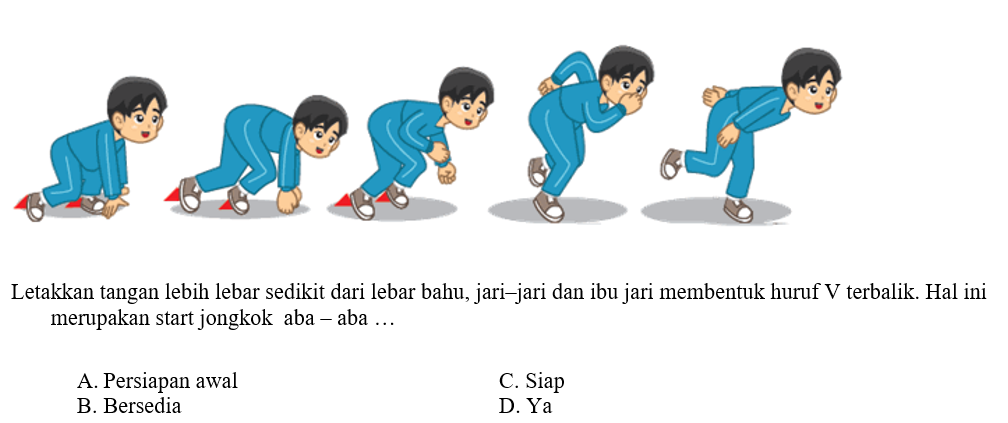 Letakkan tangan lebih lebar sedikit dari lebar bahu, jari–jari dan ibu jari membentuk huruf V terbalik. Hal ini
merupakan start jongkok aba – aba …
A. Persiapan awal
B. Bersedia
C. Siap
D. Ya